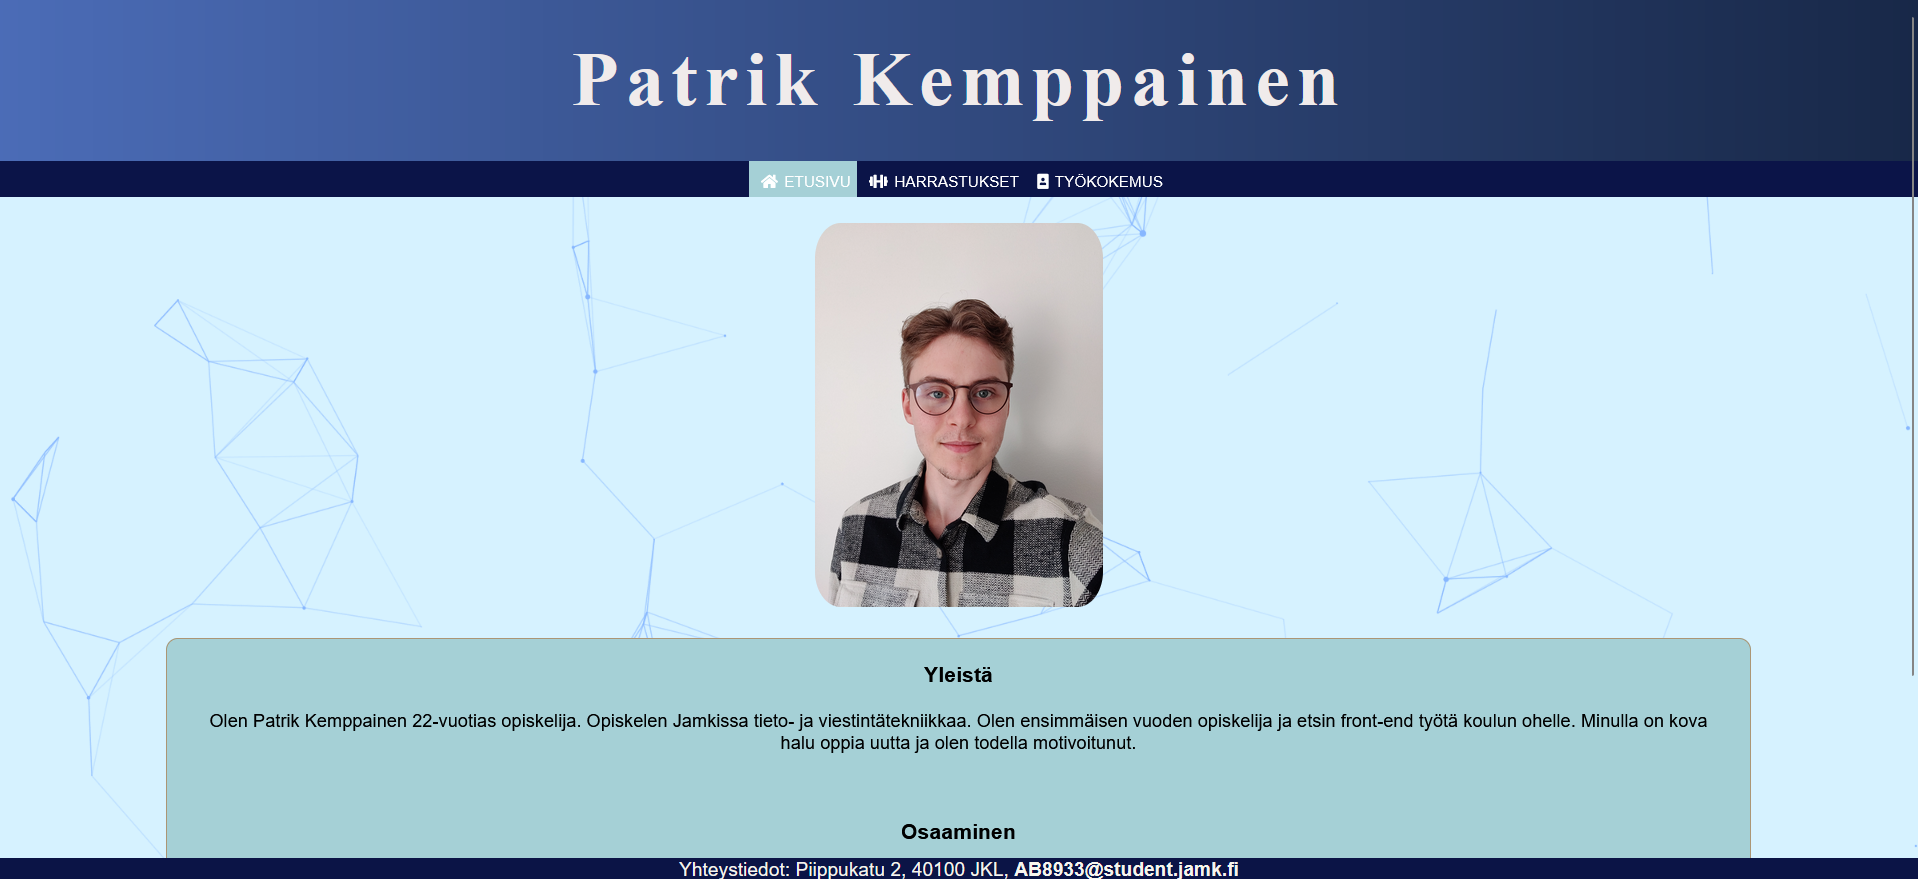 Patrik Kemppainen
ETUSIVU HARRASTUKSET TYÖKOKEMUS
Yleistä
Olen Patrik Kemppainen 22-vuotias opiskelija. Opiskelen Jamkissa tieto- ja viestintätekniikkaa. Olen ensimmäisen vuoden opiskelija ja etsin front-end työtä koulun ohelle. Minulla on kova
halu oppia uutta ja olen todella motivoitunut.
Osaaminen
Yhteystiedot: Piippukatu 2, 40100 JKL, AB8933@student.jamk.fi